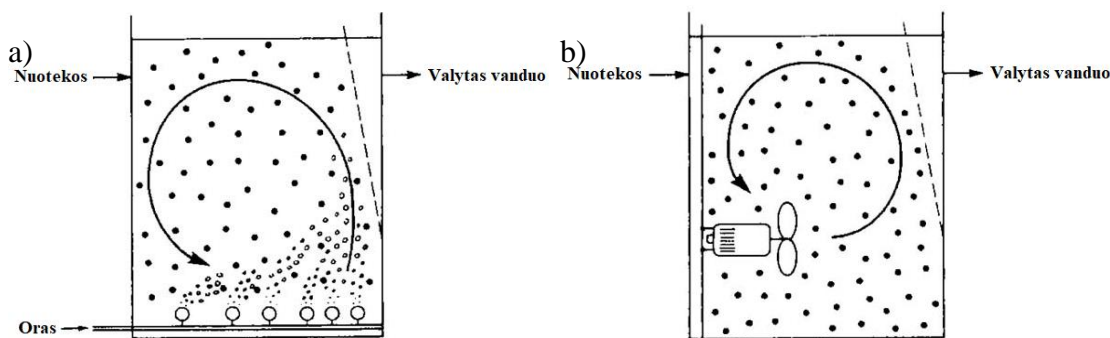 a)
Nuotekos
Valytas vanduo
Oras
b)
Nuotekos
Valytas vanduo